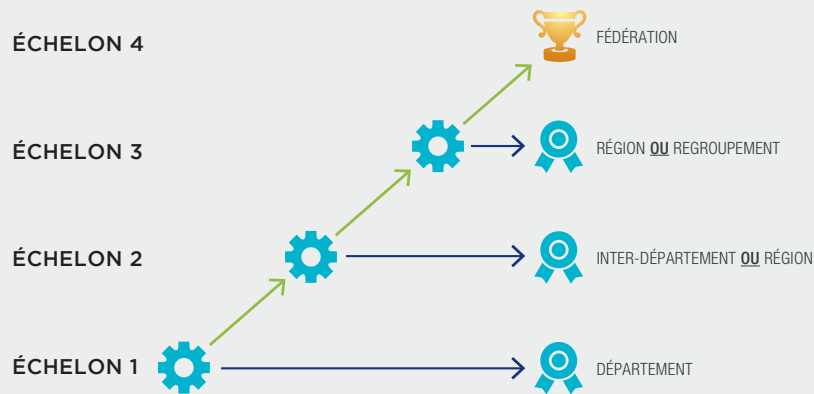 ÉCHELON 4
FÉDÉRATION
ÉCHELON 3
RÉGION OU REGROUPEMENT
ÉCHELON 2
INTER-DÉPARTEMENT OU RÉGION
ÉCHELON 1
DÉPARTEMENT